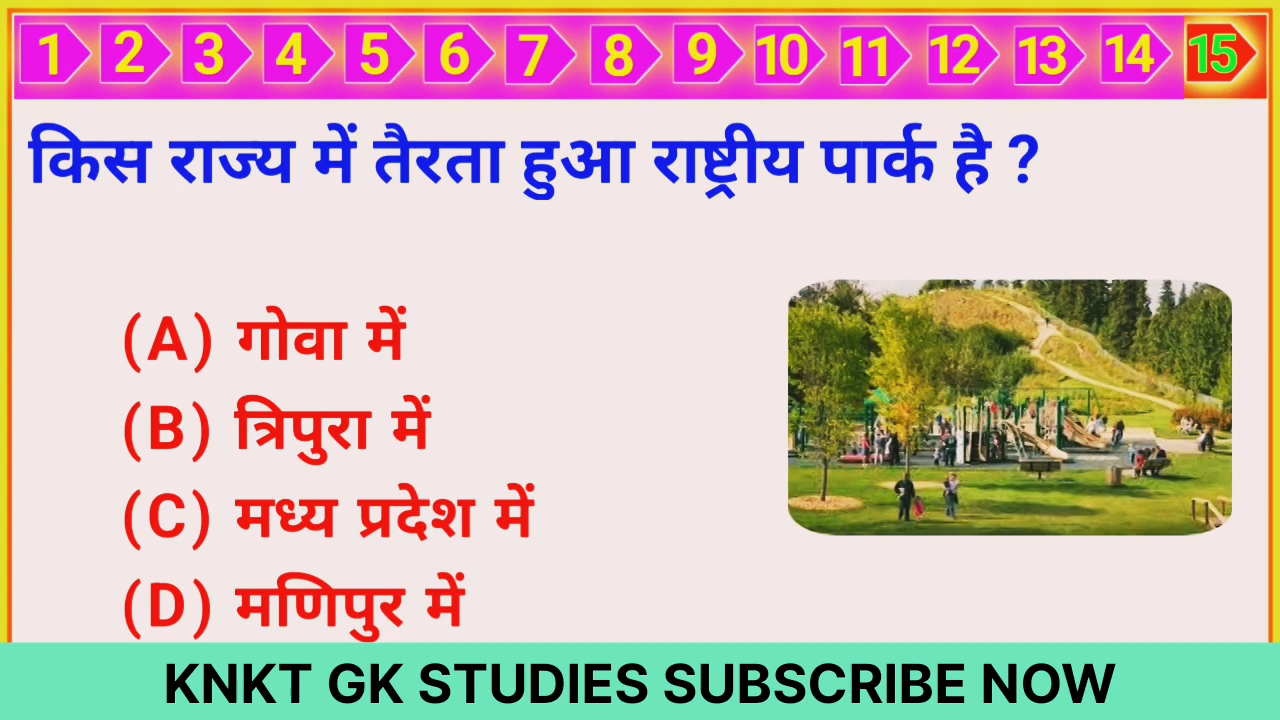 1 2 3 4 5 6 7 8 9 10 11 12 13 14 15
किस राज्य में तैरता हुआ राष्ट्रीय पार्क है ?
(A) गोवा में
(B) त्रिपुरा में
(C) मध्य प्रदेश में
(D) मणिपुर में
KNKT GK STUDIES SUBSCRIBE NOW